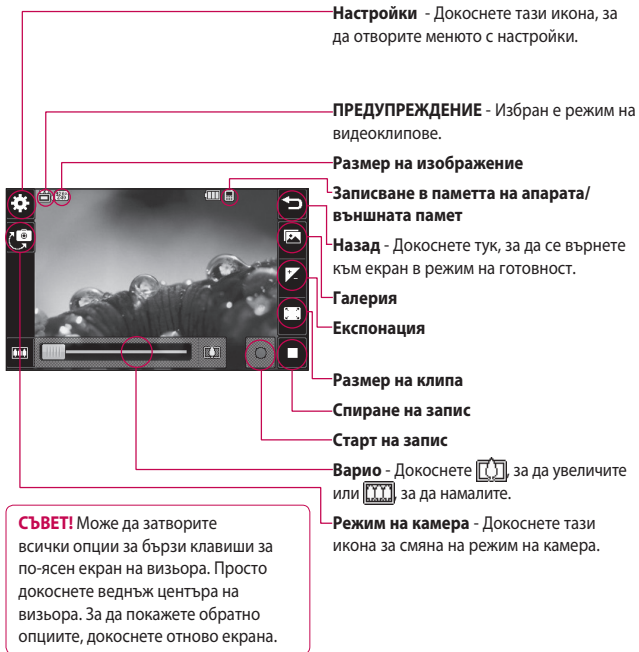 Настройки - Докоснете тази икона, за
да отворите менюто с настройки.
ПРЕДУПРЕЖДЕНИЕ - Избран е режим на
видеоклипове.
Размер на изображение
Записване в паметта на апарата/
външната памет
Назад - Докоснете тук, за да се върнете
към екран в режим на готовност.
Галерия
Експонация
Размер на клипа
Спиране на запис
Старт на запис
Варио - Докоснете , за да увеличите
или , за да намалите.
Режим на камера - Докоснете тази
икона за смяна на режим на камера.
СЪВЕТ! Може да затворите
всички опции за бързи клавиши за
по-ясен екран на визьора. Просто
докоснете веднъж центъра на
визьора. За да покажете обратно
опциите, докоснете отново екрана.